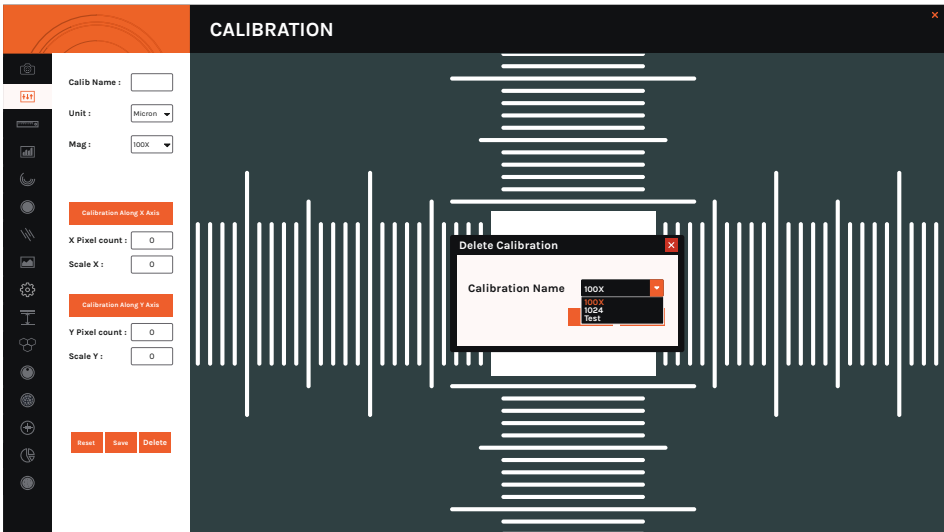 CALIBRATION
×
Calib Name :
Unit : Micron
Mag : 100X
Calibration Along X Axis
X Pixel count : 0
Scale X : 0
Calibration Along Y Axis
Y Pixel count : 0
Scale Y : 0
Reset Save Delete
Delete Calibration ×
Calibration Name 100X
100X
1024
Test